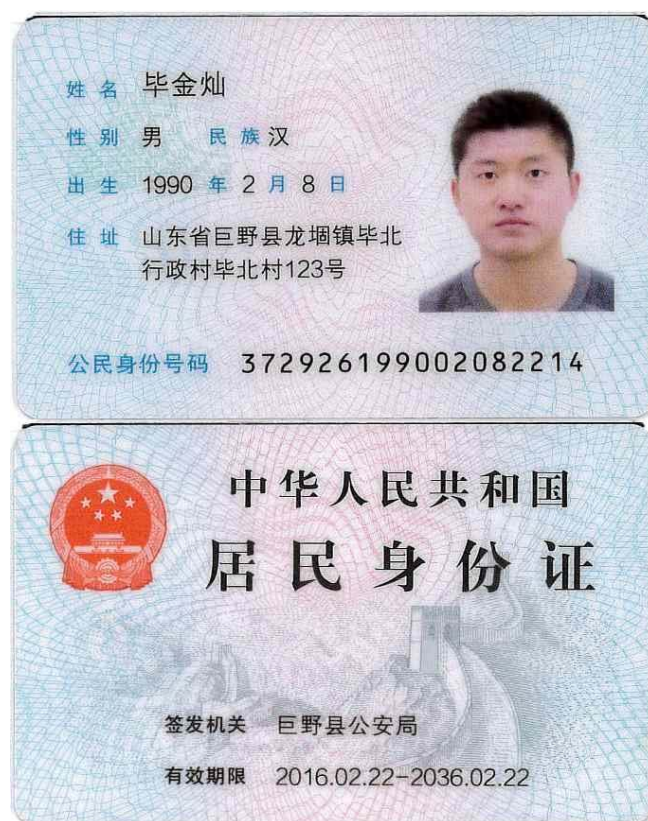 姓名 毕金灿
性别 男 民族 汉
出生 1990 年 2 月 8 日
住址 山东省巨野县龙堌镇毕北
行政村毕北村123号
公民身份号码 372926199002082214
中华人民共和国
居民身份证
签发机关 巨野县公安局
有效期限 2016.02.22-2036.02.22